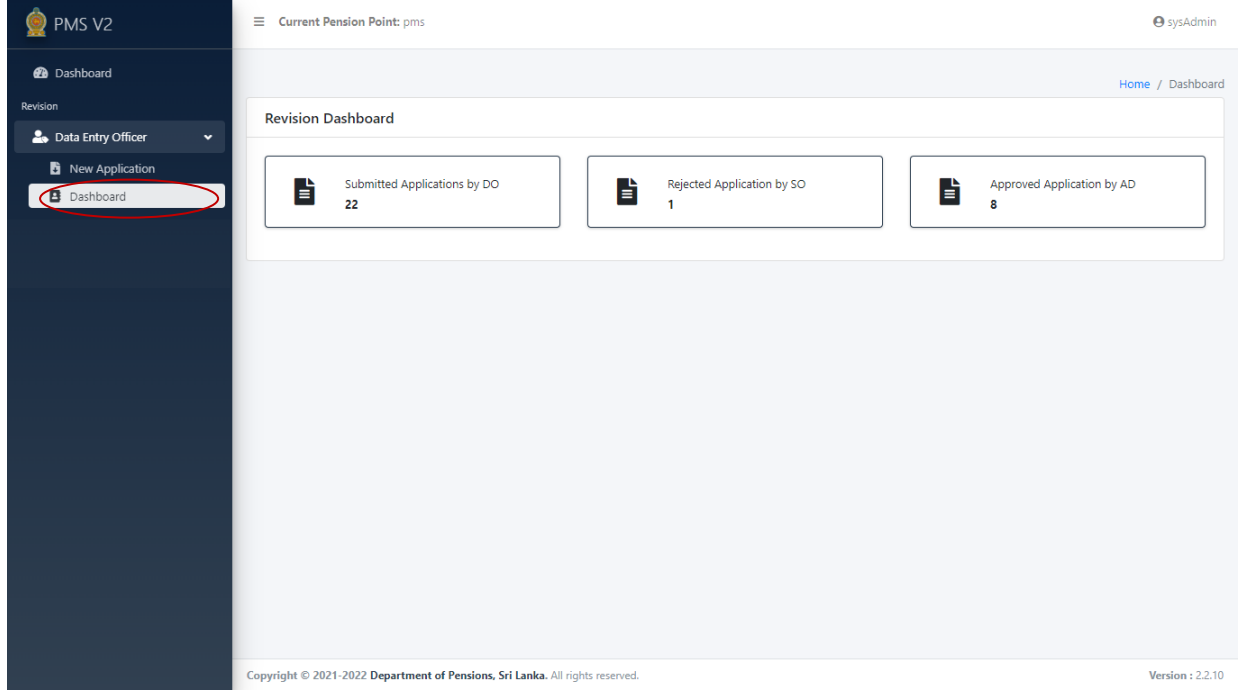 PMS V2
Current Pension Point: pms
sysAdmin
Dashboard
Revision
Data Entry Officer
New Application
Dashboard
Home / Dashboard
Revision Dashboard
Submitted Applications by DO
22
Rejected Application by SO
1
Approved Application by AD
8
Copyright © 2021-2022 Department of Pensions, Sri Lanka. All rights reserved.
Version : 2.2.10